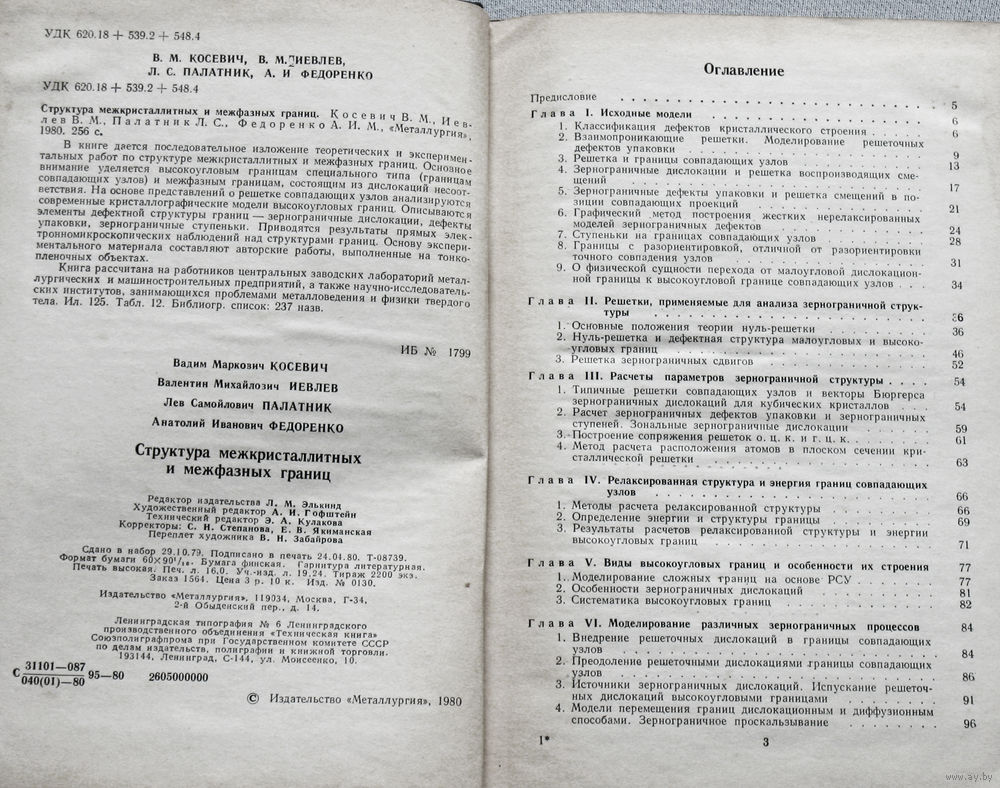 УДК 620.18 + 539.2 + 548.4
В. М. КОСЕВИЧ, В. М. ИЕВЛЕВ,
Л. С. ПАЛАТНИК, А. И ФЕДОРЕНКО
УДК 620.18 + 539.2 + 548.4
Структура межкристаллитных и межфазных границ. Косевич В. М., Иев-
лев В. М., Палатник Л. С., Федоренко А. И. М., «Металлургия»,
1980. 256 с.
В книге дается последовательное изложение теоретических и эксперимен-
тальных работ по структуре межкристаллитных и межфазных границ. Основное
внимание уделяется высокоугловым границам специального типа (границам
совпадающих узлов) и межфазным границам, состоящим из дислокаций несоот-
ветствия. На основе представлений о решетке совпадающих узлов анализируются
современные кристаллографические модели высокоугловых границ. Описываются
элементы дефектной структуры границ — зернограничные дислокации, дефекты
упаковки, зернограничные ступеньки. Приводятся результаты прямых элек-
тронномикроскопических наблюдений над структурами границ. Основу экспери-
ментального материала составляют авторские работы, выполненные на тонко-
пленочных объектах.
Книга рассчитана на работников центральных заводских лабораторий метал-
лургических и машиностроительных предприятий, а также научно-исследователь-
ских институтов, занимающихся проблемами металловедения и физики твердого
тела. Ил. 125. Табл. 12. Библиогр. список: 237 назв.
ИБ № 1799
Вадим Маркович КОСЕВИЧ
Валентин Михайлозич ИЕВЛЕВ
Лев Самойлович ПАЛАТНИК
Анатолий Иванович ФЕДОРЕНКО
Структура межкристаллитных
и межфазных границ
Редактор издательства Л. М. Элькинд
Художественный редактор А. И. Гофштейн
Технический редактор Э. А. Кулакова
Корректоры: С. Н. Степанова, Е. В. Якиманская
Переплет художника В. Н. Забайрова
Сдано в набор 29.10.79. Подписано в печать 24.04.80. Т-08739.
Формат бумаги 60×90¹/₁₆. Бумага финская. Гарнитура литературная.
Печать высокая. Печ. л. 16,0. Уч.-изд. л. 19,24. Тираж 2200 экз.
Заказ 1564. Цена 3 р. 10 к. Изд. № 0130.
Издательство «Металлургия», 119034, Москва, Г-34,
2-й Обыденский пер., д. 14.
Ленинградская типография № 6 Ленинградского
производственного объединения «Техническая книга»
Союзполиграфпрома при Государственном комитете СССР
по делам издательств, полиграфии и книжной торговли.
193144, Ленинград, С-144, ул. Моисеенко, 10.
С 31101—087/040(01)—80 95—80 2605000000
© Издательство «Металлургия», 1980
Оглавление
Предисловие . . . 5
Глава I. Исходные модели . . . 6
1. Классификация дефектов кристаллического строения . . . 6
2. Взаимопроникающие решетки. Моделирование решеточных
дефектов упаковки . . . 9
3. Решетка и границы совпадающих узлов . . . 13
4. Зернограничные дислокации и решетка воспроизводящих сме-
щений . . . 17
5. Зернограничные дефекты упаковки и решетка смещений в по-
зиции совпадающих проекций . . . 21
6. Графический метод построения жестких нерелаксированных
моделей зернограничных дефектов . . . 24
7. Ступеньки на границах совпадающих узлов . . . 28
8. Границы с разориентировкой, отличной от разориентировки
точного совпадения узлов . . . 31
9. О физической сущности перехода от малоугловой дислокацион-
ной границы к высокоугловой границе совпадающих узлов . . . 34
Глава II. Решетки, применяемые для анализа зернограничной струк-
туры . . . 36
1. Основные положения теории нуль-решетки . . . 36
2. Нуль-решетка и дефектная структура малоугловых и высоко-
угловых границ . . . 46
3. Решетка зернограничных сдвигов . . . 52
Глава III. Расчеты параметров зернограничной структуры . . . . 54
1. Типичные решетки совпадающих узлов и векторы Бюргерса
зернограничных дислокаций для кубических кристаллов . . . 54
2. Расчет зернограничных дефектов упаковки и зернограничных
ступеней. Зональные зернограничные дислокации . . . 59
3. Построение сопряжения решеток о. ц. к. и г. ц. к. . . . 61
4. Метод расчета расположения атомов в плоском сечении кри-
сталлической решетки . . . 63
Глава IV. Релаксированная структура и энергия границ совпадающих
узлов . . . 66
1. Методы расчета релаксированной структуры . . . 66
2. Определение энергии и структуры границы . . . 69
3. Результаты расчетов релаксированной структуры и энергии
высокоугловых границ . . . 71
Глава V. Виды высокоугловых границ и особенности их строения 77
1. Моделирование сложных границ на основе РСУ . . . 77
2. Особенности зернограничных дислокаций . . . 81
3. Систематика высокоугловых границ . . . 82
Глава VI. Моделирование различных зернограничных процессов 84
1. Внедрение решеточных дислокаций в границы совпадающих
узлов . . . 84
2. Преодоление решеточными дислокациями границы совпадающих
узлов . . . 86
3. Источники зернограничных дислокаций. Испускание решеточ-
ных дислокаций высокоугловыми границами . . . 91
4. Модели перемещения границ дислокационным и диффузионным
способами. Зернограничное проскальзывание . . . 96
1*
3
www.ay.by